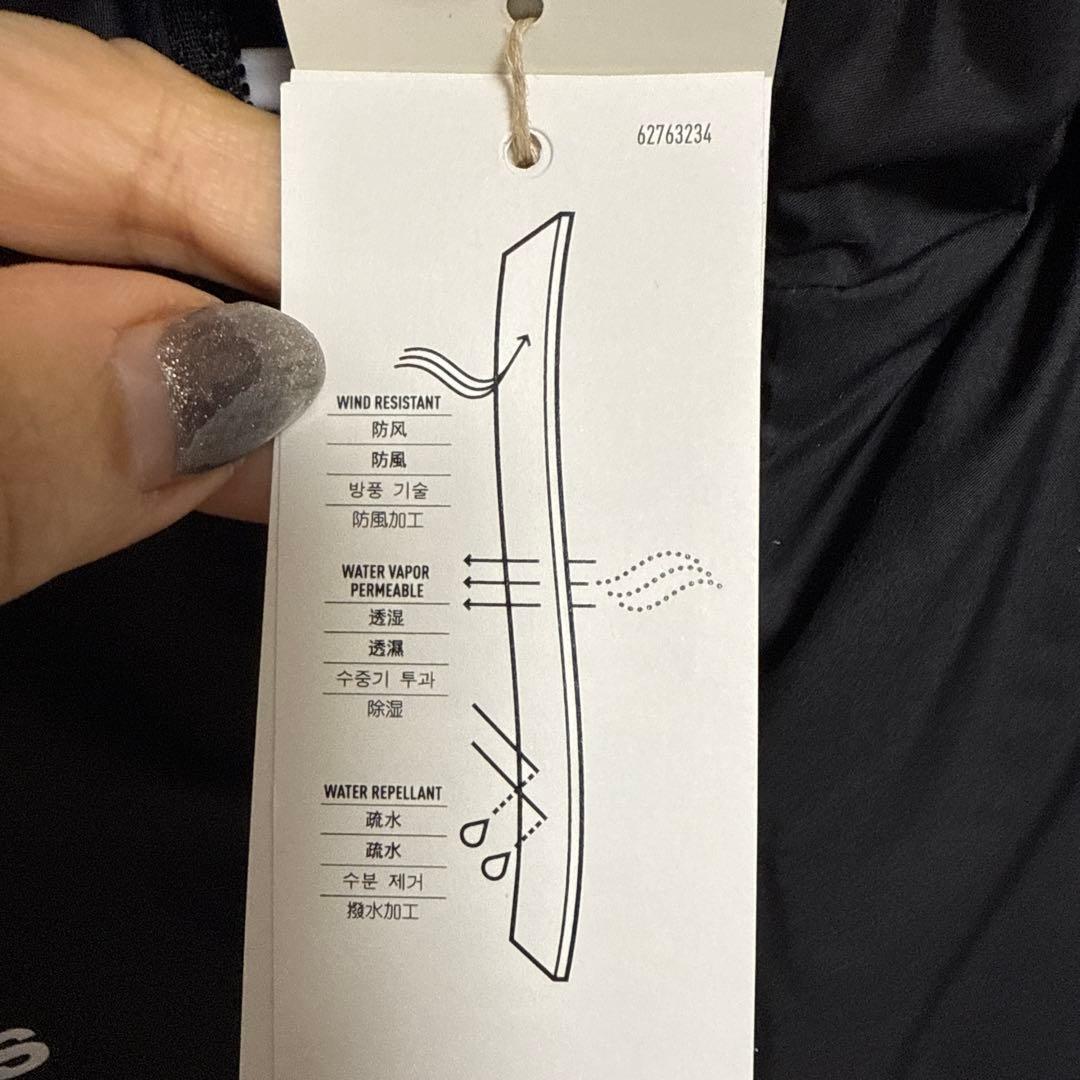 62763234
WIND RESISTANT
防风
防風
방풍 기술
防風加工
WATER VAPOR
PERMEABLE
透湿
透濕
수중기 투과
除湿
WATER REPELLANT
疏水
疏水
수분 제거
撥水加工
s